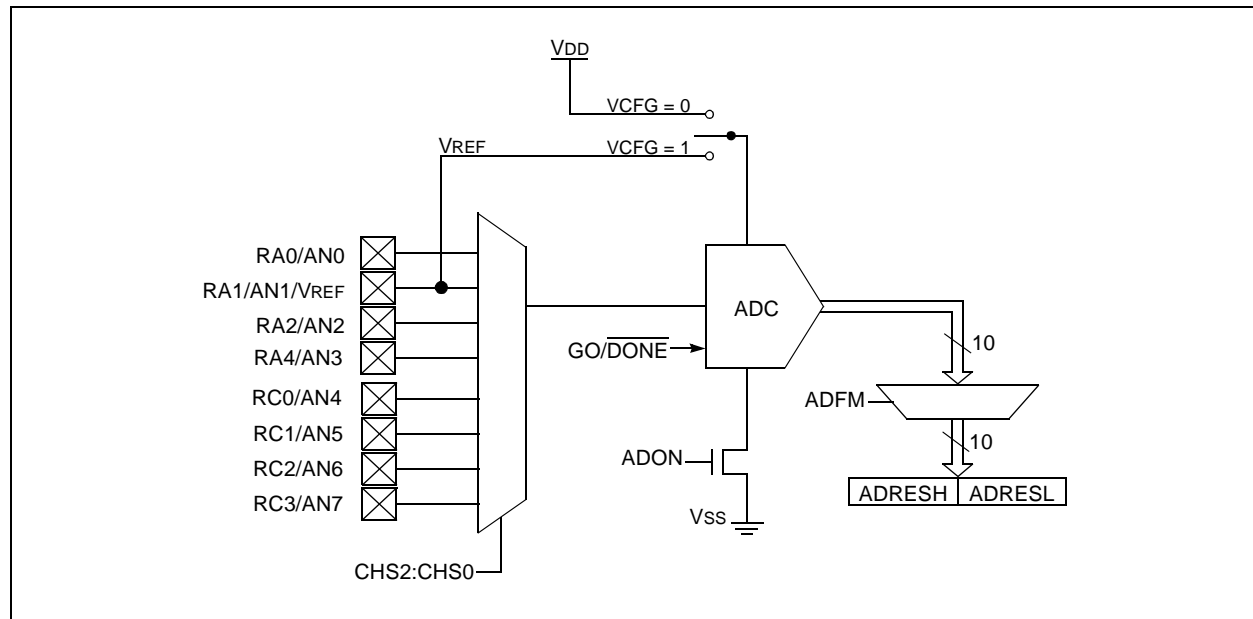 VDD
VCFG = 0
VREF
VCFG = 1
RA0/AN0
RA1/AN1/VREF
RA2/AN2
RA4/AN3
RC0/AN4
RC1/AN5
RC2/AN6
RC3/AN7
CHS2:CHS0
ADC
GO/DONE
10
ADFM
10
ADON
ADRESH ADRESL
VSS